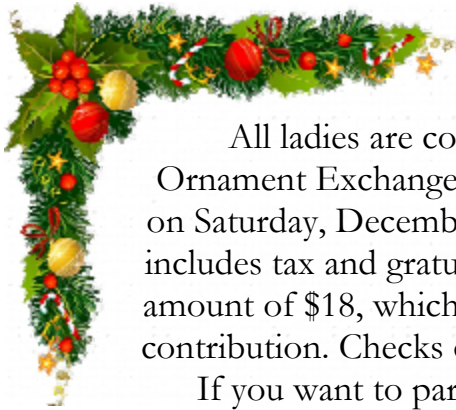 All ladies are co
Ornament Exchange
on Saturday, Decemb
includes tax and gratu
amount of $18, which
contribution. Checks
If you want to par